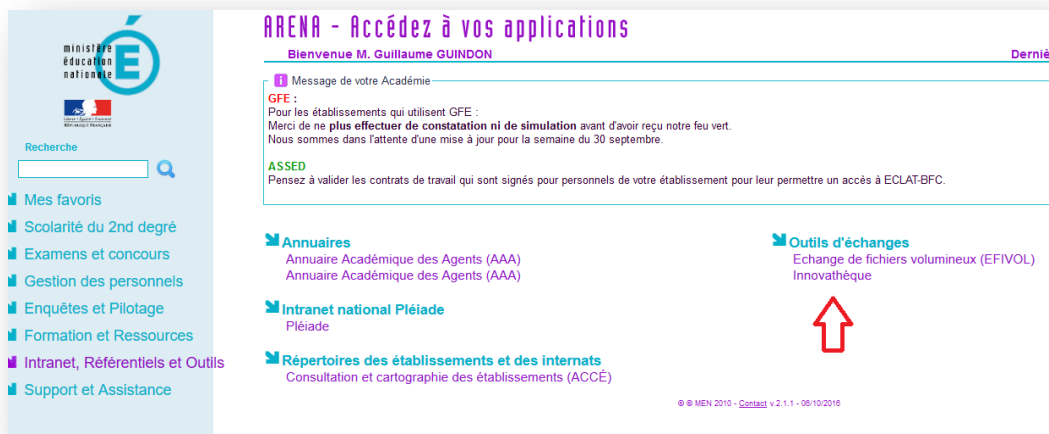 ministère
éducation
nationale
Liberté • Égalité • Fraternité
RÉPUBLIQUE FRANÇAISE
Recherche
Mes favoris
Scolarité du 2nd degré
Examens et concours
Gestion des personnels
Enquêtes et Pilotage
Formation et Ressources
Intranet, Référentiels et Outils
Support et Assistance
ARENA - Accédez à vos applications
Bienvenue M. Guillaume GUINDON
Derniè
Message de votre Académie
GFE :
Pour les établissements qui utilisent GFE :
Merci de ne plus effectuer de constatation ni de simulation avant d'avoir reçu notre feu vert.
Nous sommes dans l'attente d'une mise à jour pour la semaine du 30 septembre.
ASSED
Pensez à valider les contrats de travail qui sont signés pour personnels de votre établissement pour leur permettre un accès à ECLAT-BFC.
Annuaires
Annuaire Académique des Agents (AAA)
Annuaire Académique des Agents (AAA)
Intranet national Pléiade
Pléiade
Répertoires des établissements et des internats
Consultation et cartographie des établissements (ACCÉ)
Outils d'échanges
Echange de fichiers volumineux (EFIVOL)
Innovathèque
© © MEN 2010 - Contact v.2.1.1 - 06/10/2016